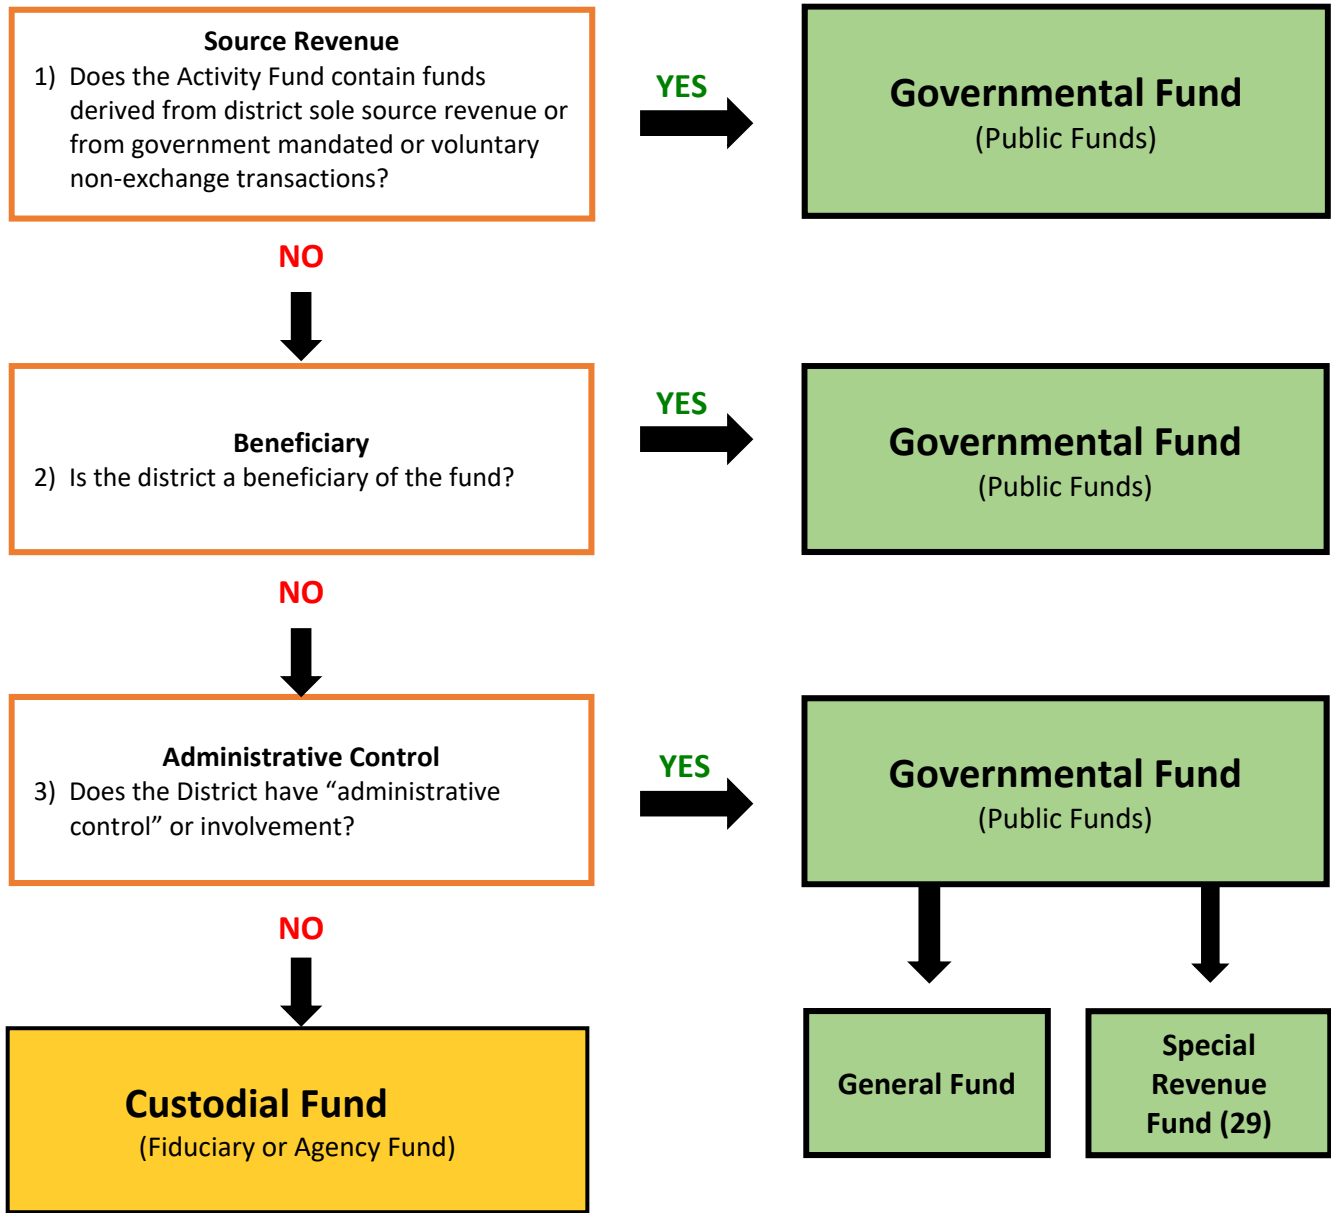 Source Revenue
1) Does the Activity Fund contain funds
derived from district sole source revenue or
from government mandated or voluntary
non-exchange transactions?
YES
Governmental Fund
(Public Funds)
NO
Beneficiary
2) Is the district a beneficiary of the fund?
YES
Governmental Fund
(Public Funds)
NO
Administrative Control
3) Does the District have “administrative
control” or involvement?
YES
Governmental Fund
(Public Funds)
NO
Custodial Fund
(Fiduciary or Agency Fund)
General Fund
Special
Revenue
Fund (29)